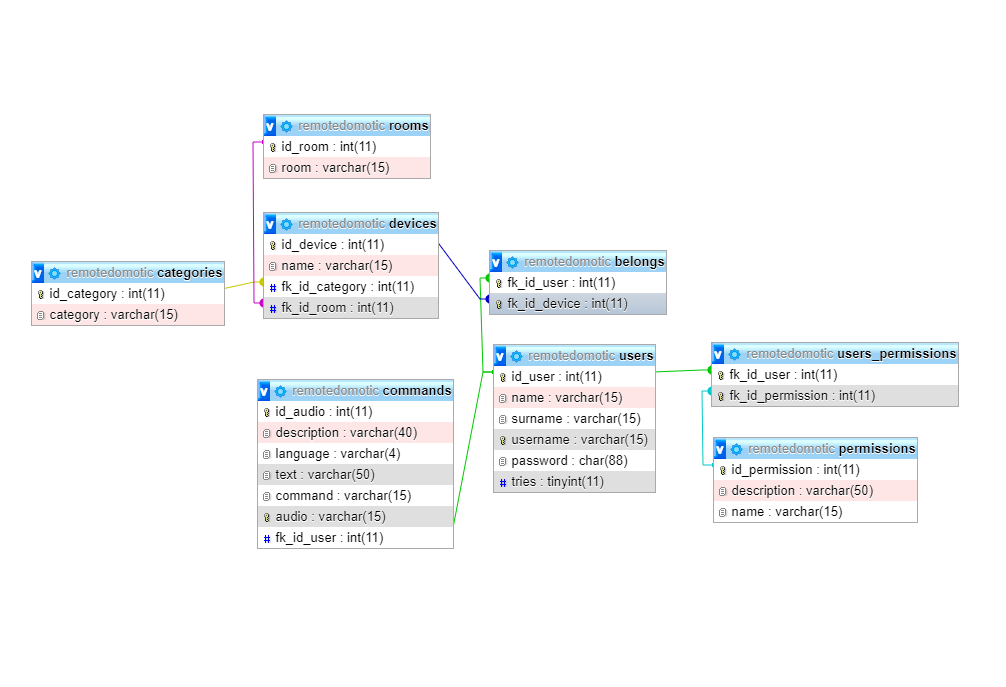 v remotedomotic rooms
id_room : int(11)
room : varchar(15)
v remotedomotic devices
id_device : int(11)
name : varchar(15)
# fk_id_category : int(11)
# fk_id_room : int(11)
v remotedomotic categories
id_category : int(11)
category : varchar(15)
v remotedomotic belongs
fk_id_user : int(11)
fk_id_device : int(11)
v remotedomotic users
id_user : int(11)
name : varchar(15)
surname : varchar(15)
username : varchar(15)
password : char(88)
# tries : tinyint(11)
v remotedomotic users_permissions
fk_id_user : int(11)
fk_id_permission : int(11)
v remotedomotic commands
id_audio : int(11)
description : varchar(40)
language : varchar(4)
text : varchar(50)
command : varchar(15)
audio : varchar(15)
# fk_id_user : int(11)
v remotedomotic permissions
id_permission : int(11)
description : varchar(50)
name : varchar(15)